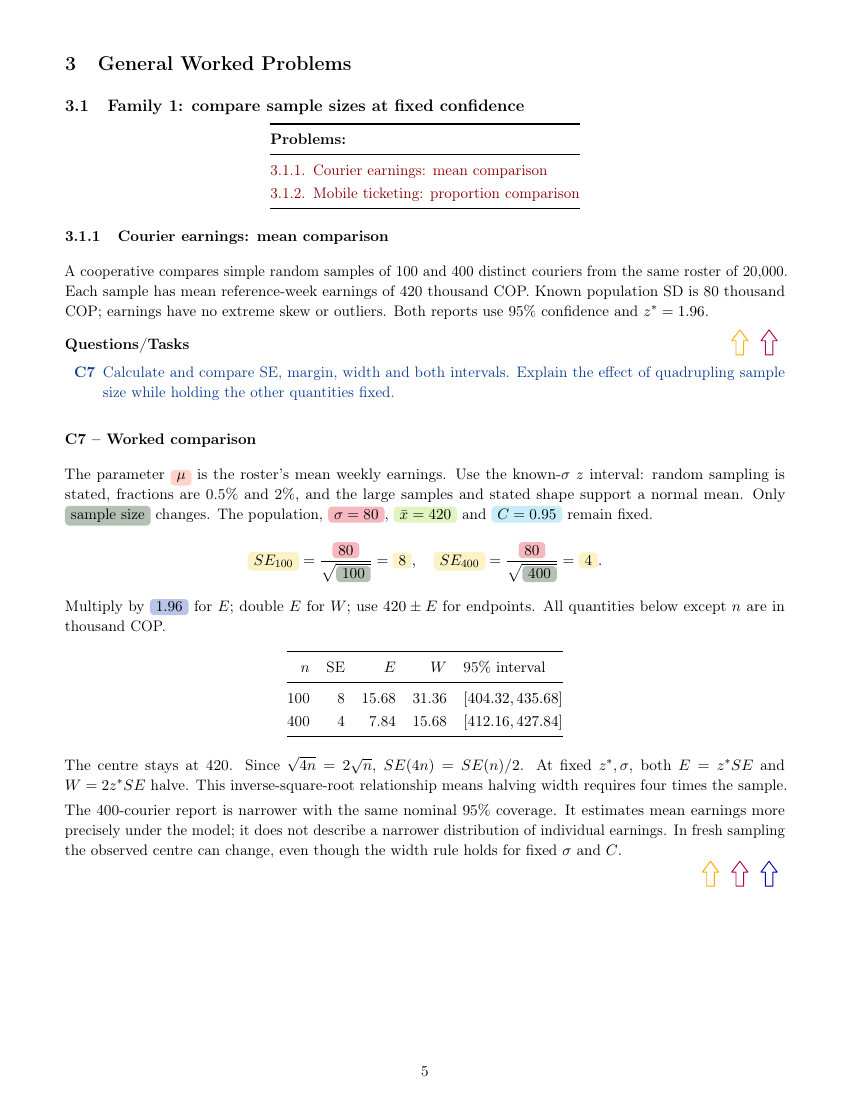 3 General Worked Problems
3.1 Family 1: compare sample sizes at fixed confidence
Problems:
3.1.1. Courier earnings: mean comparison
3.1.2. Mobile ticketing: proportion comparison
3.1.1 Courier earnings: mean comparison
A cooperative compares simple random samples of 100 and 400 distinct couriers from the same roster of 20,000.
Each sample has mean reference-week earnings of 420 thousand COP. Known population SD is 80 thousand
COP; earnings have no extreme skew or outliers. Both reports use 95% confidence and z* = 1.96.
Questions/Tasks
C7 Calculate and compare SE, margin, width and both intervals. Explain the effect of quadrupling sample
size while holding the other quantities fixed.
C7 – Worked comparison
The parameter μ is the roster's mean weekly earnings. Use the known-σ z interval: random sampling is
stated, fractions are 0.5% and 2%, and the large samples and stated shape support a normal mean. Only
sample size changes. The population, σ = 80, x̄ = 420 and C = 0.95 remain fixed.
SE₁₀₀ = 80/√100 = 8, SE₄₀₀ = 80/√400 = 4.
Multiply by 1.96 for E; double E for W; use 420 ± E for endpoints. All quantities below except n are in
thousand COP.
n SE E W 95% interval
100 8 15.68 31.36 [404.32, 435.68]
400 4 7.84 15.68 [412.16, 427.84]
The centre stays at 420. Since √4n = 2√n, SE(4n) = SE(n)/2. At fixed z*, σ, both E = z*SE and
W = 2z*SE halve. This inverse-square-root relationship means halving width requires four times the sample.
The 400-courier report is narrower with the same nominal 95% coverage. It estimates mean earnings more
precisely under the model; it does not describe a narrower distribution of individual earnings. In fresh sampling
the observed centre can change, even though the width rule holds for fixed σ and C.
5